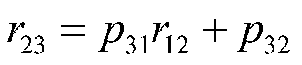 r₂₃ = p₃₁r₁₂ + p₃₂